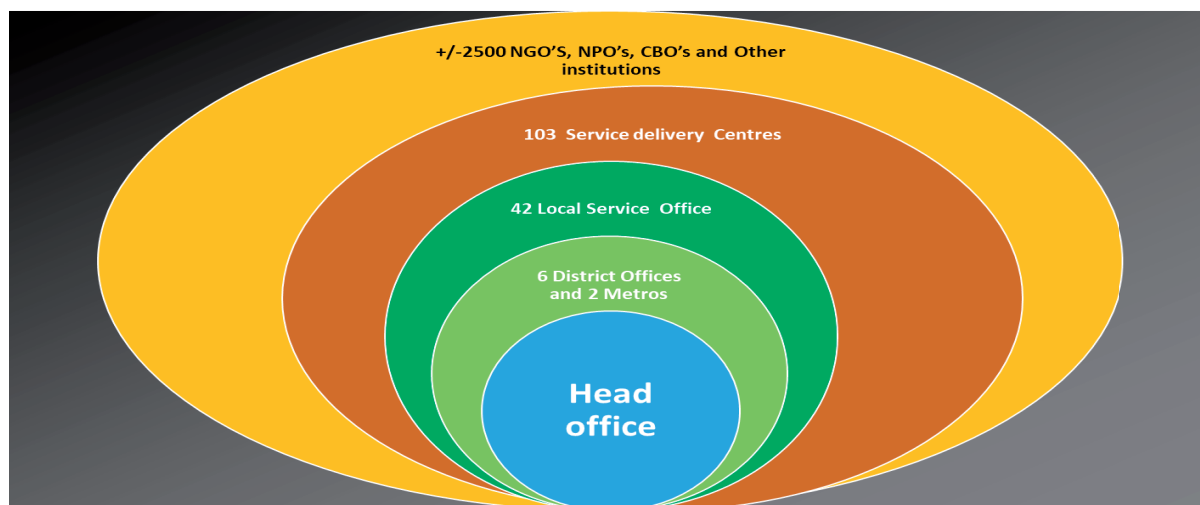 +/-2500 NGO'S, NPO's, CBO's and Other
institutions
103 Service delivery Centres
42 Local Service Office
6 District Offices
and 2 Metros
Head
office